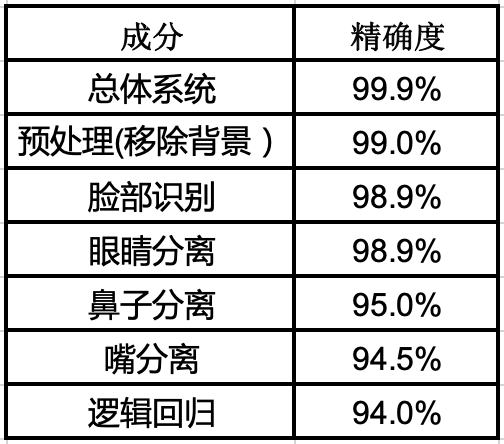 成分 精确度
总体系统 99.9%
预处理(移除背景） 99.0%
脸部识别 98.9%
眼睛分离 98.9%
鼻子分离 95.0%
嘴分离 94.5%
逻辑回归 94.0%